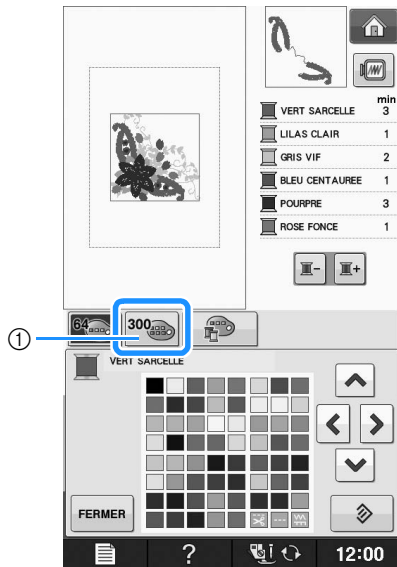 min
VERT SARCELLE 3
LILAS CLAIR 1
GRIS VIF 2
BLEU CENTAUREE 1
POURPRE 3
ROSE FONCE 1
64 300
①
VERT SARCELLE
FERMER
? 12:00